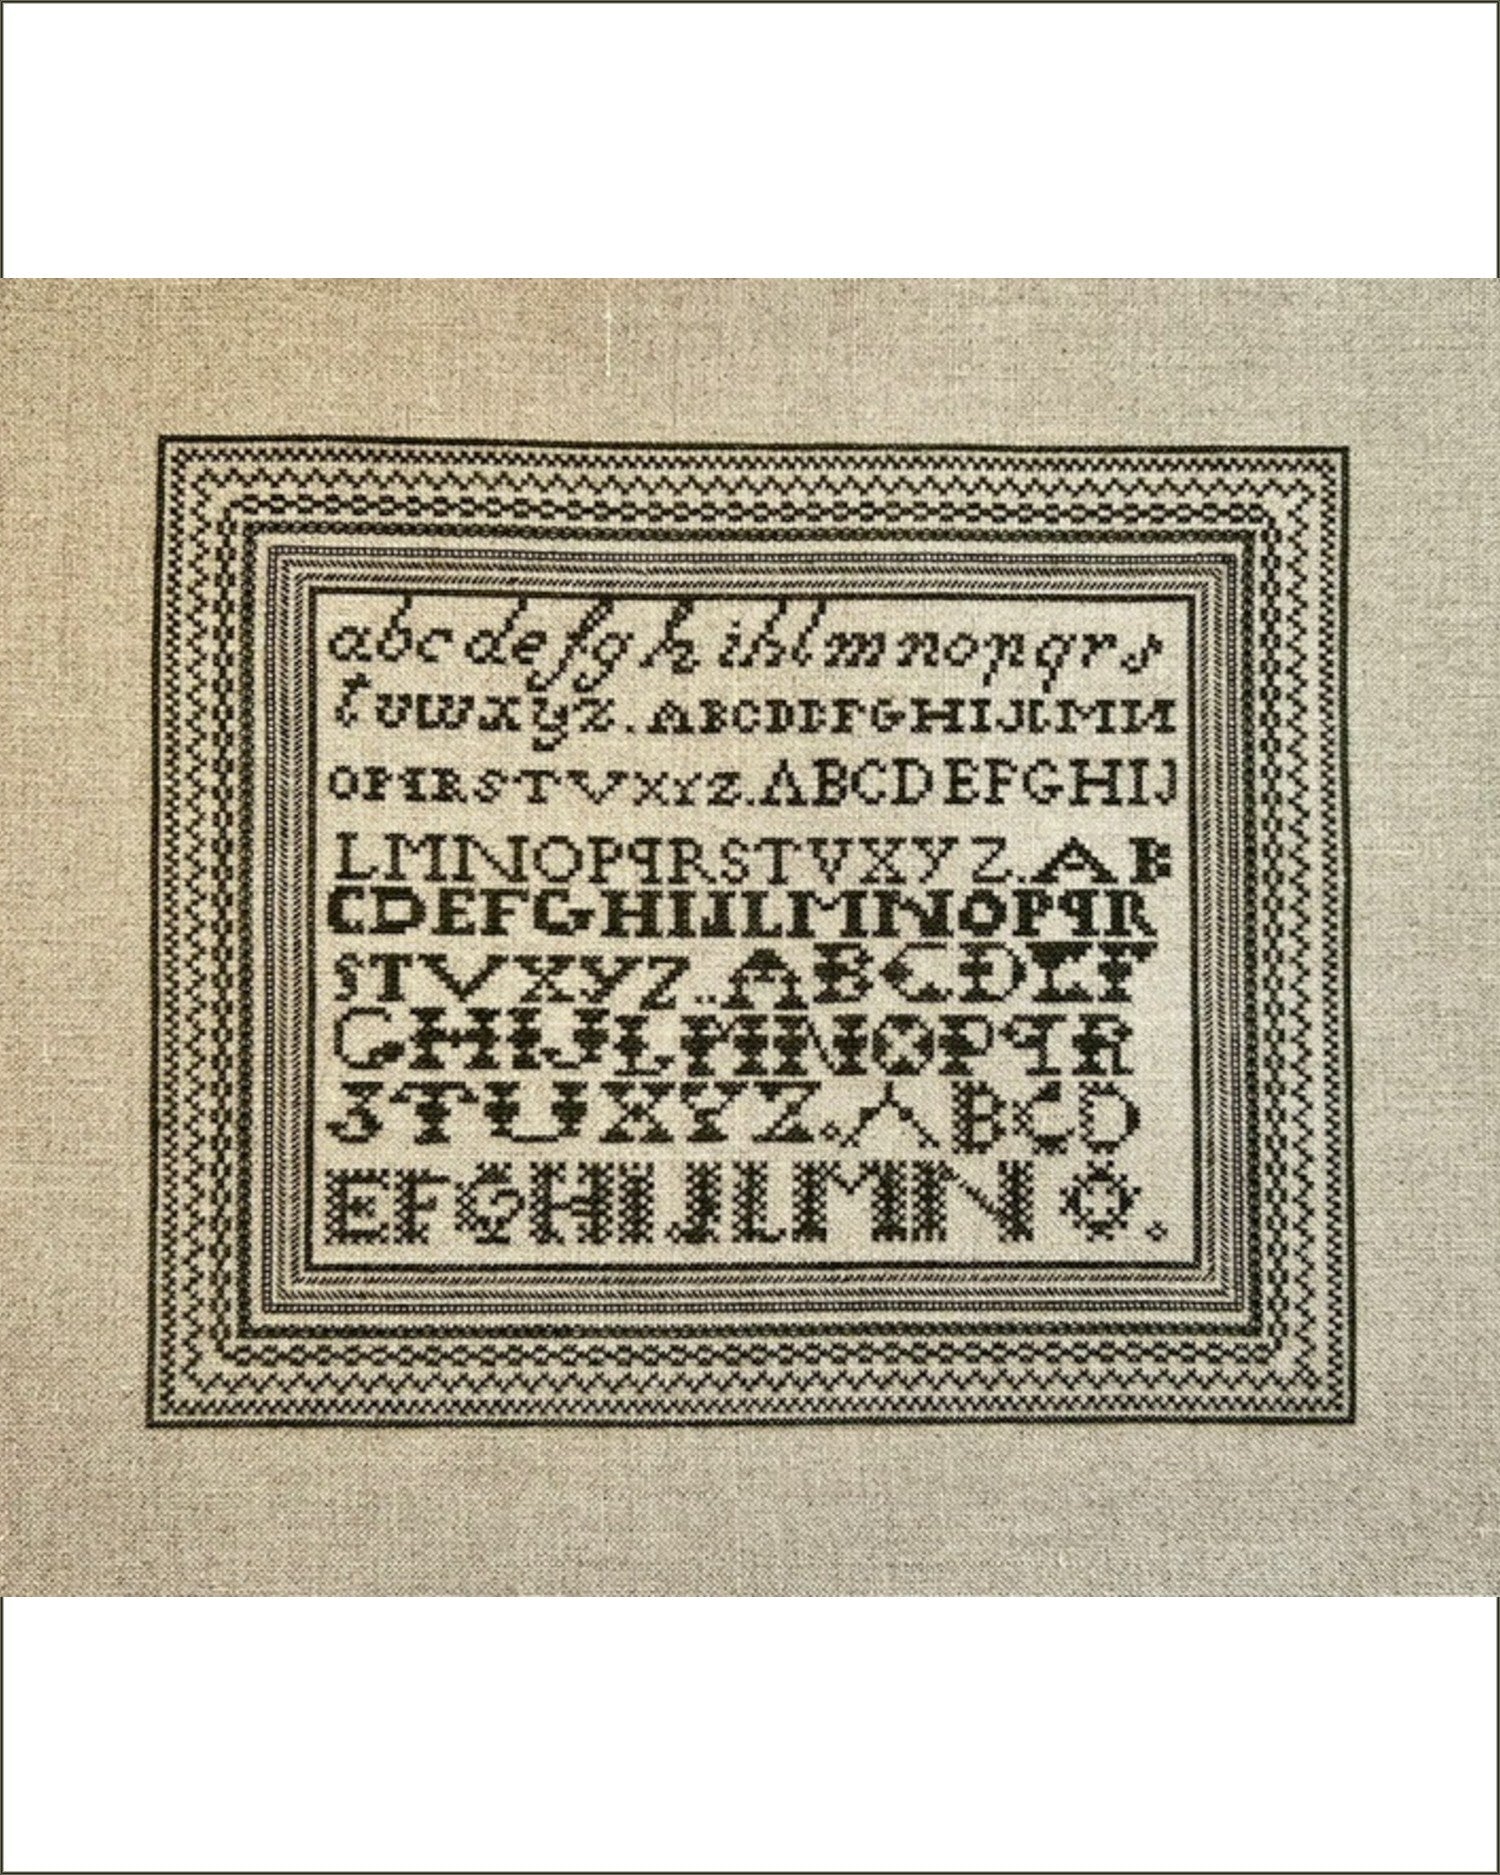 abcdefghiklmnopqrs
tuwxyz.ABCDEFGHIJLMN
OPqRSTVXYZ.ABCDEFGHIJ
LMNOPqRSTVXYZ..AB
CDEFGHIJLMNOPqR
STVXYZ..ABCDEF
GHIJLMNOPqR
STUXYZ.ABCD
EFGHIJLMNO.